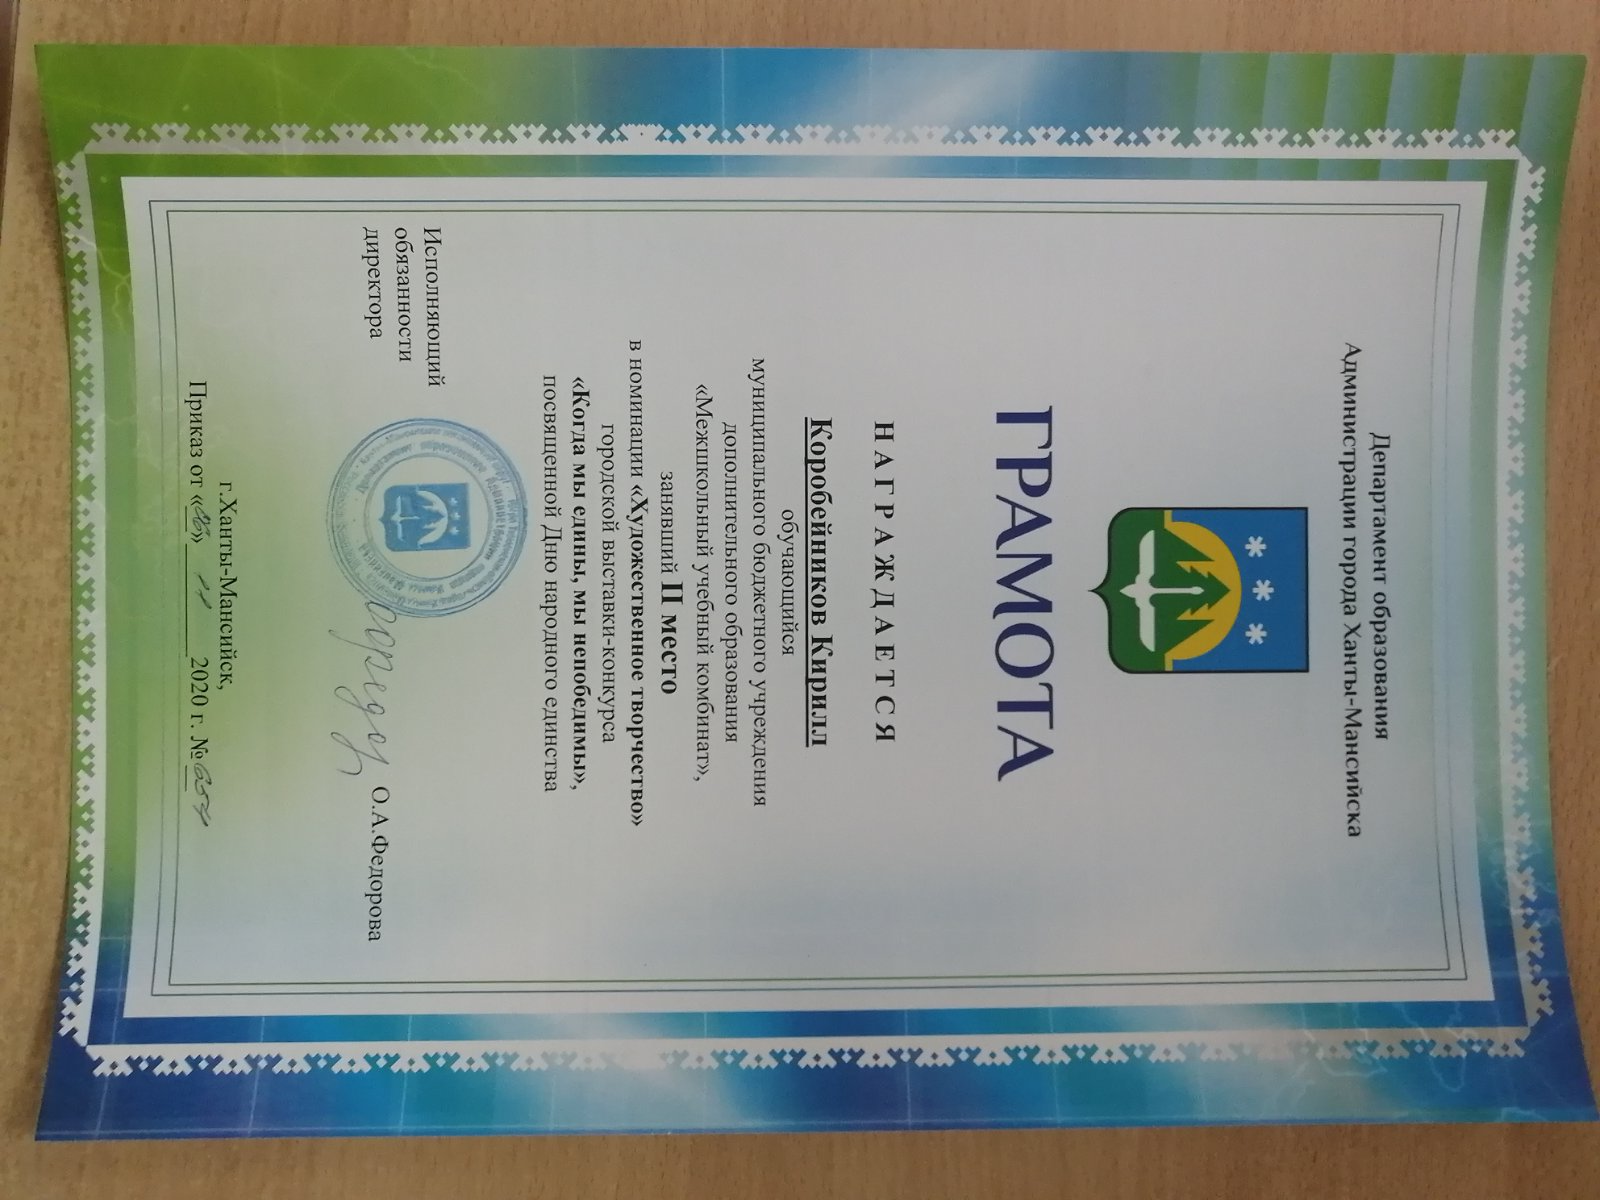 Департамент образования
Администрации города Ханты-Мансийска
ГРАМОТА
НАГРАЖДАЕТСЯ
Коробейников Кирилл
обучающийся
муниципального бюджетного учреждения
дополнительного образования
«Межшкольный учебный комбинат»,
занявший II место
в номинации «Художественное творчество»
городской выставки-конкурса
«Когда мы едины, мы непобедимы»,
посвященной Дню народного единства
Исполняющий
обязанности
директора
О.А.Федорова
г.Ханты-Мансийск,
Приказ от «06» 11 2020 г. №